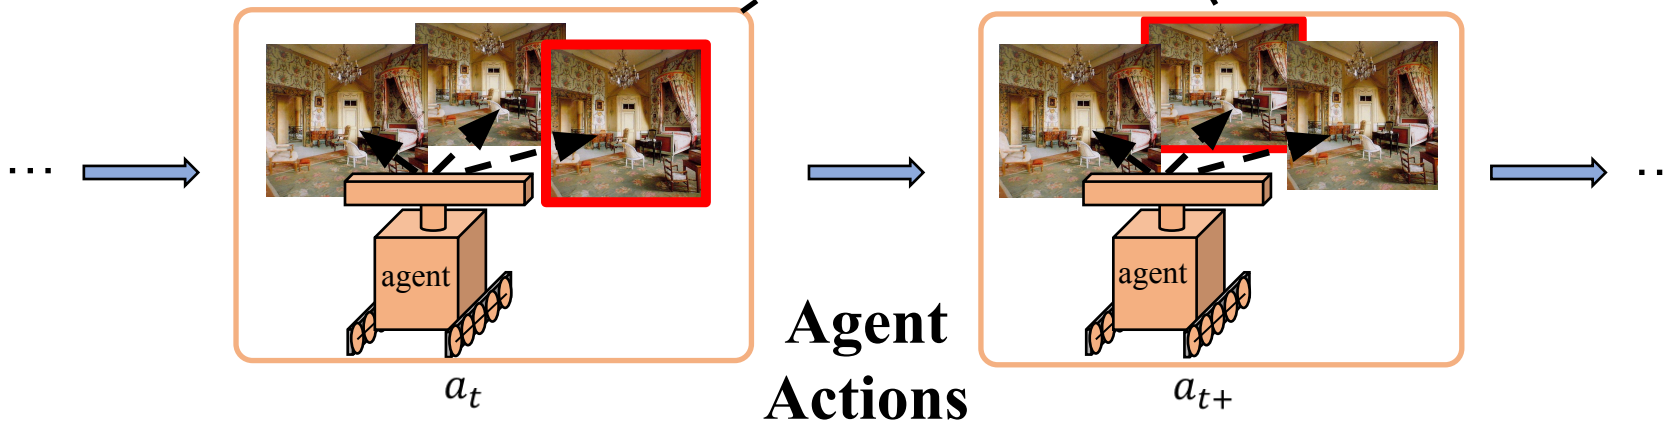 ...
agent
agent
Agent
Actions
a_t
a_{t+}
..